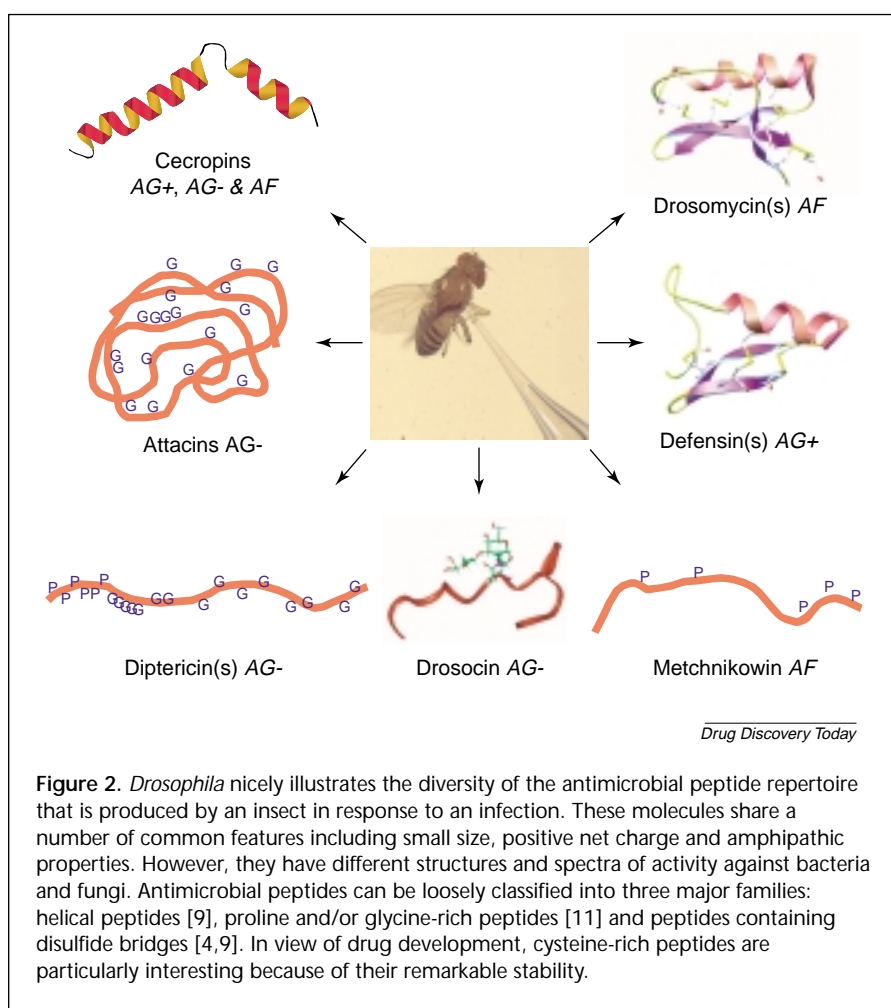 Cecropins
AG+, AG- & AF
Drosomycin(s) AF
G
G
G
G
G
GGGG
G
G
G
G
G
G
G
G
G
Attacins AG-
Defensin(s) AG+
P
P
P
PP
G
G
G
G
GG
G
G
G
G
G
G
G
G
Diptericin(s) AG-
Drosocin AG-
P
P
P
P
P
Metchnikowin AF
Drug Discovery Today
Figure 2. Drosophila nicely illustrates the diversity of the antimicrobial peptide repertoire
that is produced by an insect in response to an infection. These molecules share a
number of common features including small size, positive net charge and amphipathic
properties. However, they have different structures and spectra of activity against bacteria
and fungi. Antimicrobial peptides can be loosely classified into three major families:
helical peptides [9], proline and/or glycine-rich peptides [11] and peptides containing
disulfide bridges [4,9]. In view of drug development, cysteine-rich peptides are
particularly interesting because of their remarkable stability.